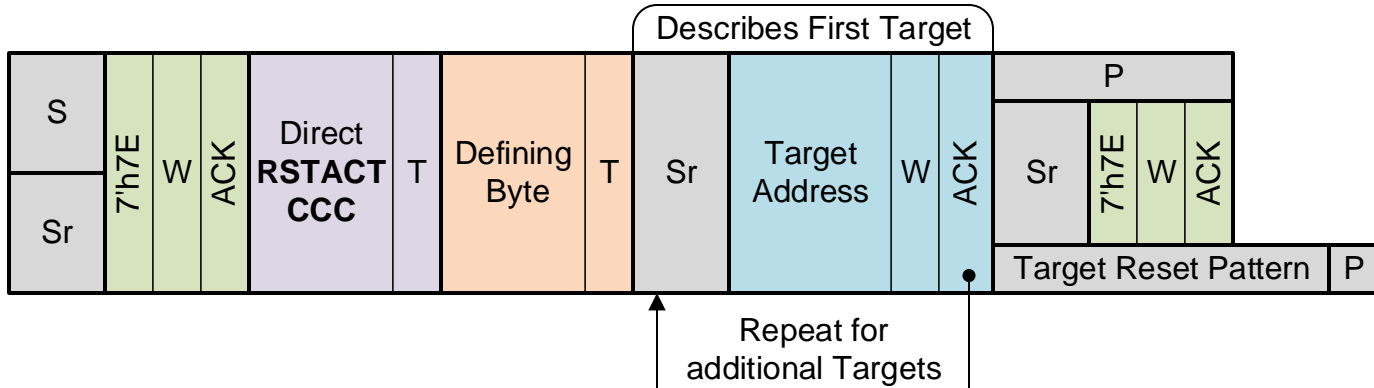 Describes First Target
S
Sr
7'h7E
W
ACK
Direct
RSTACT
CCC
T
Defining
Byte
T
Sr
Target
Address
W
ACK
P
Sr
7'h7E
W
ACK
Target Reset Pattern
P
Repeat for
additional Targets